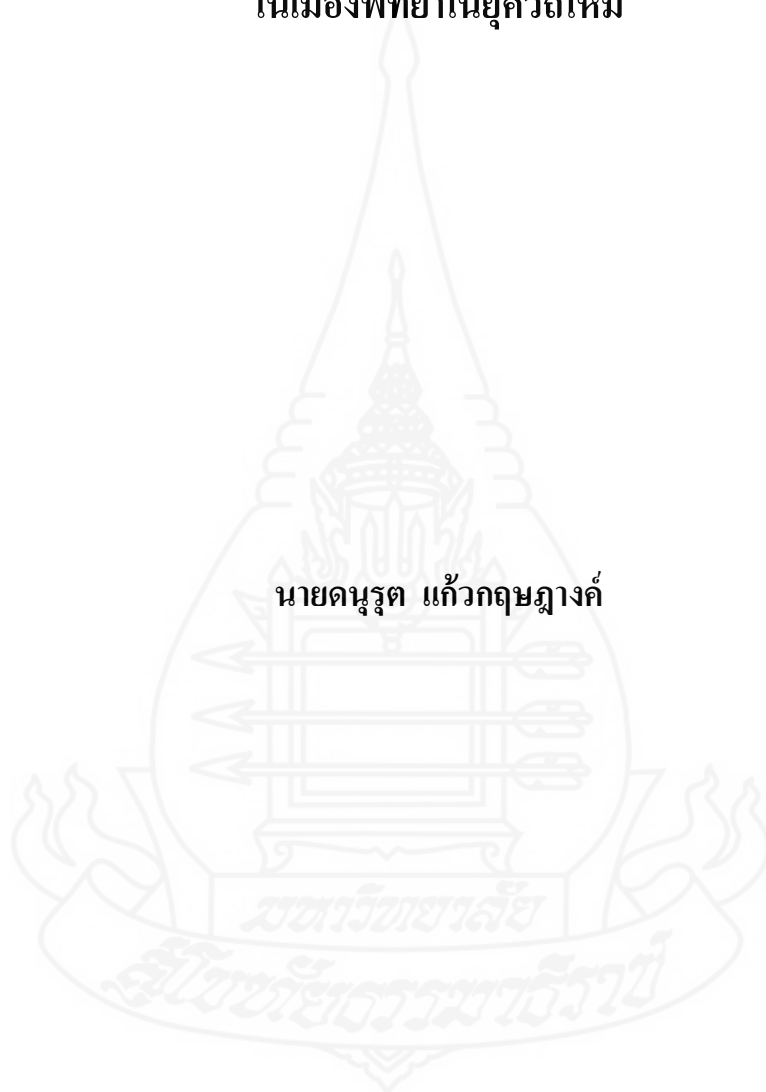 ในเมืองพัทยาในยุควิถีใหม่
นายดนุรุต แก้วกฤษฎางค์
มหาวิทยาลัย
สุโขทัยธรรมาธิราช